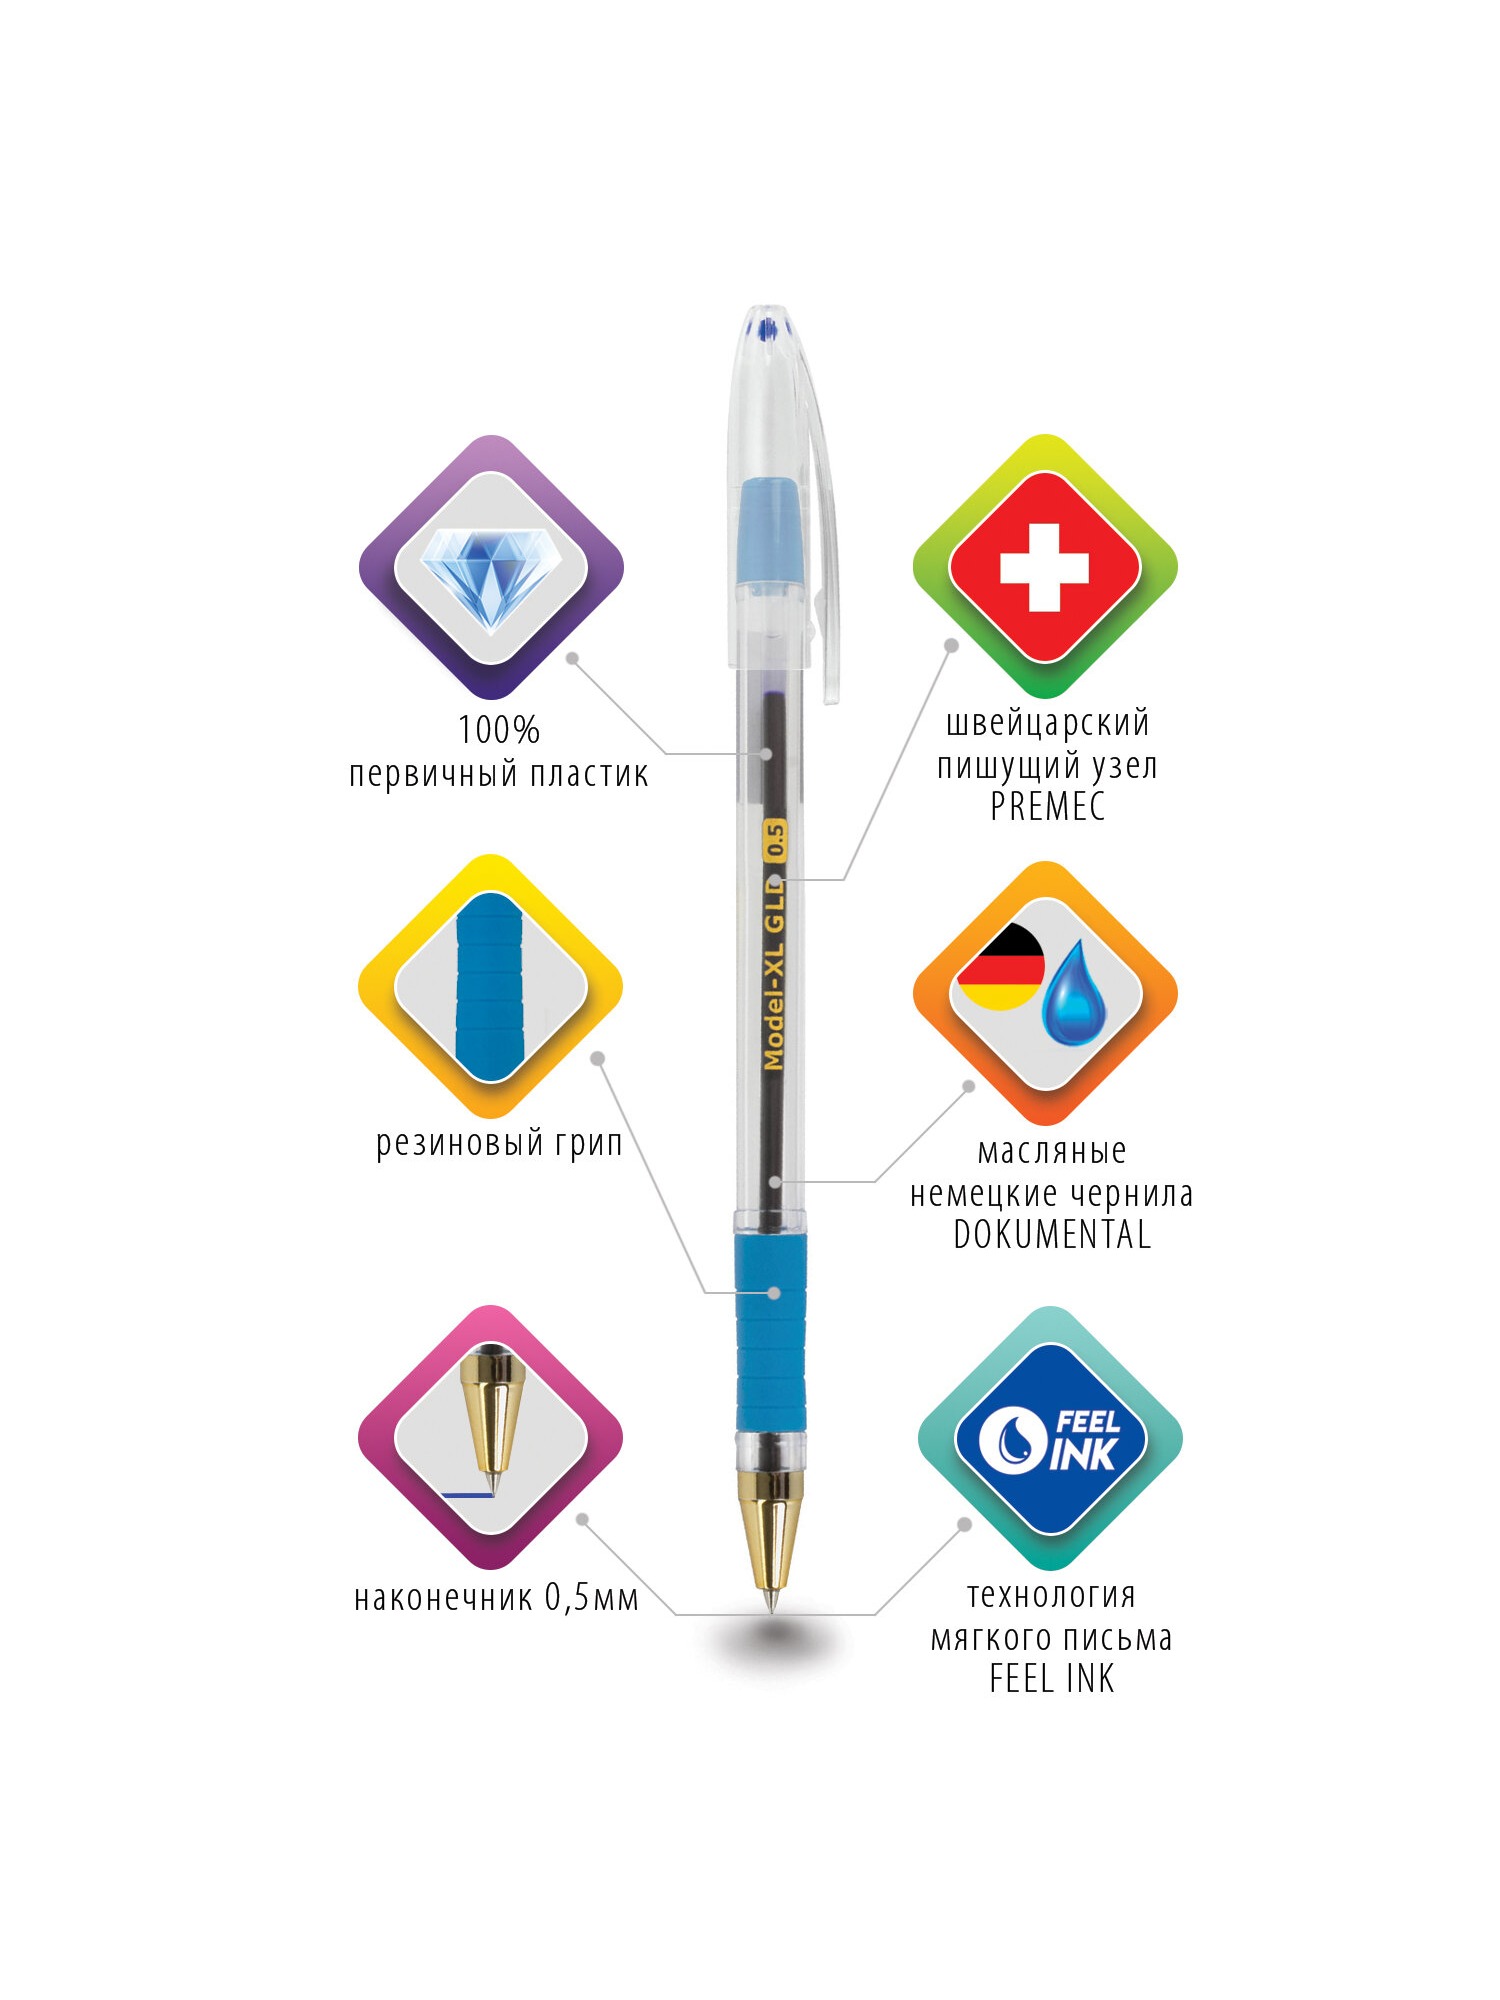 100%
первичный пластик
швейцарский
пишущий узел
PREMEC
Model-XL GLD 0.5
резиновый грип
масляные
немецкие чернила
DOKUMENTAL
наконечник 0,5мм
FEEL
INK
технология
мягкого письма
FEEL INK